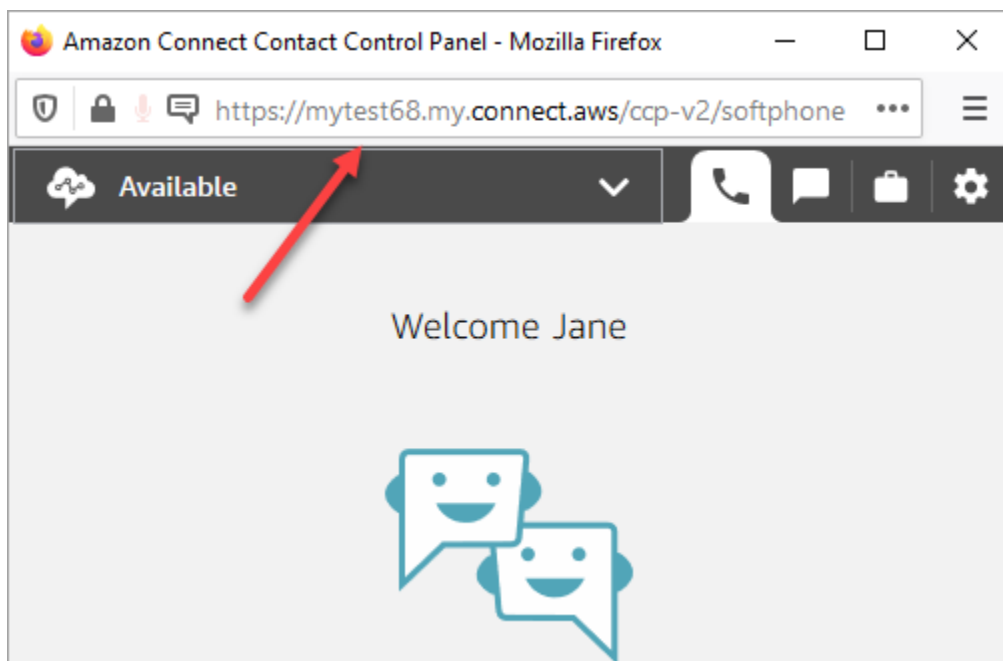 Amazon Connect Contact Control Panel - Mozilla Firefox
https://mytest68.my.connect.aws/ccp-v2/softphone
Available
Welcome Jane